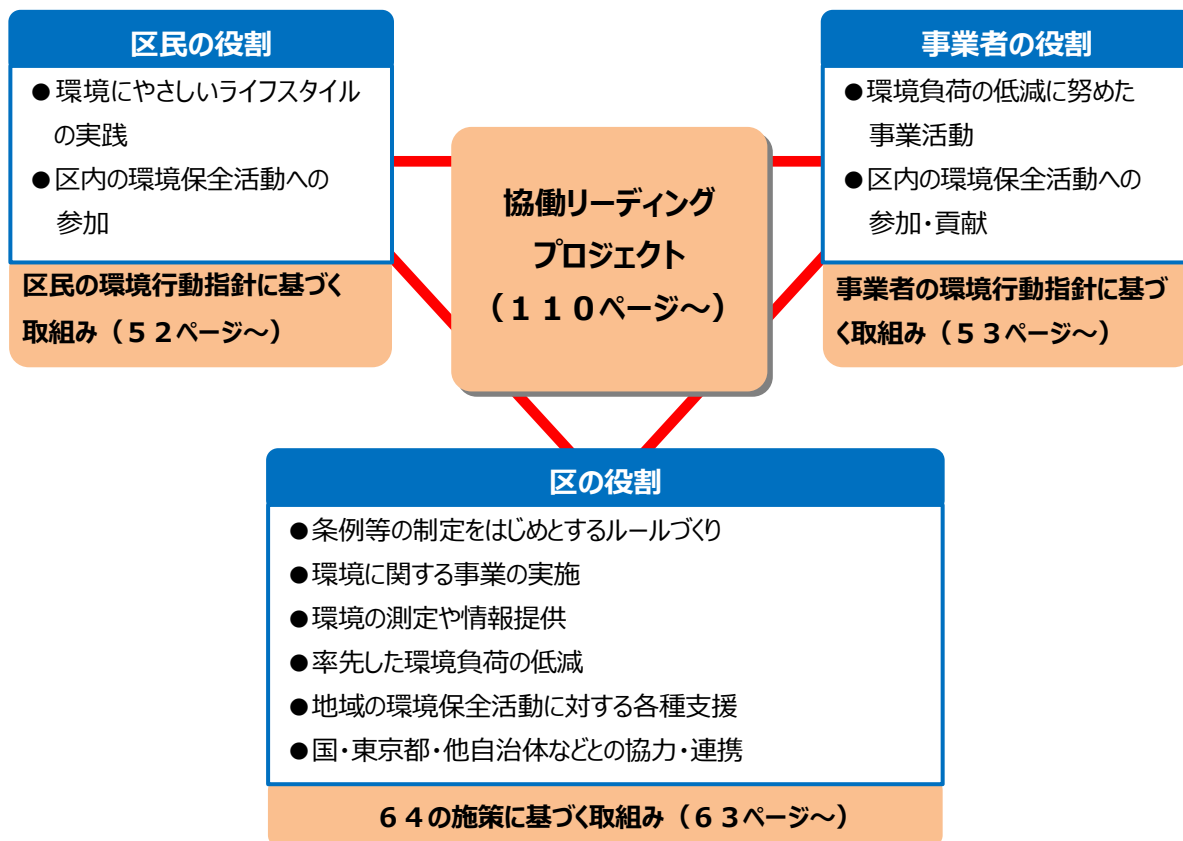 区民の役割
●環境にやさしいライフスタイル
の実践
●区内の環境保全活動への
参加
区民の環境行動指針に基づく
取組み（５２ページ～）
協働リーディング
プロジェクト
（１１０ページ～）
事業者の役割
●環境負荷の低減に努めた
事業活動
●区内の環境保全活動への
参加・貢献
事業者の環境行動指針に基づ
く取組み（５３ページ～）
区の役割
●条例等の制定をはじめとするルールづくり
●環境に関する事業の実施
●環境の測定や情報提供
●率先した環境負荷の低減
●地域の環境保全活動に対する各種支援
●国・東京都・他自治体などとの協力・連携
６４の施策に基づく取組み（６３ページ～）